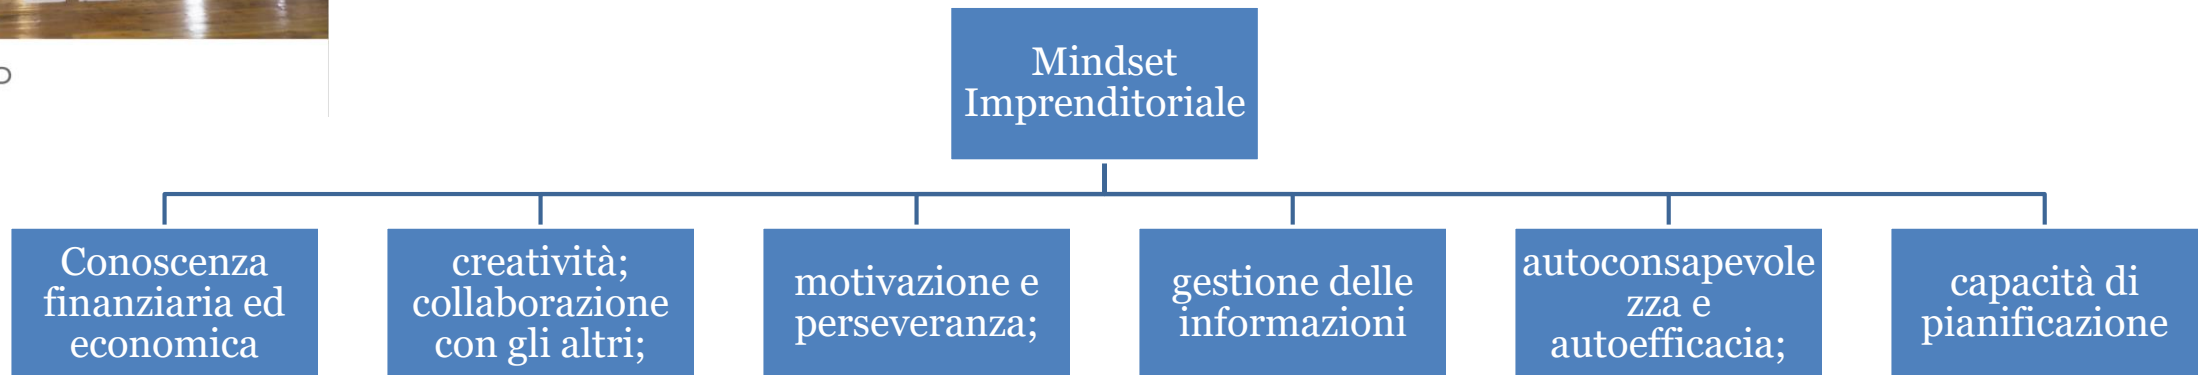 Mindset
Imprenditoriale
Conoscenza
finanziaria ed
economica
creatività;
collaborazione
con gli altri;
motivazione e
perseveranza;
gestione delle
informazioni
autoconsapevole
zza e
autoefficacia;
capacità di
pianificazione